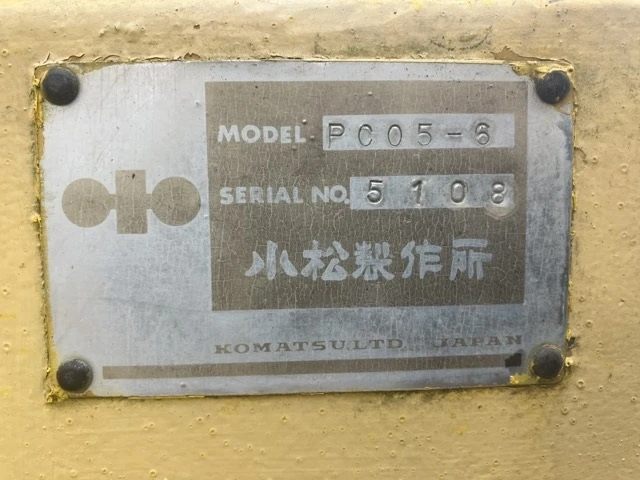 MODEL PC05-6
SERIAL NO. 5108
小松製作所
KOMATSU, LTD. JAPAN